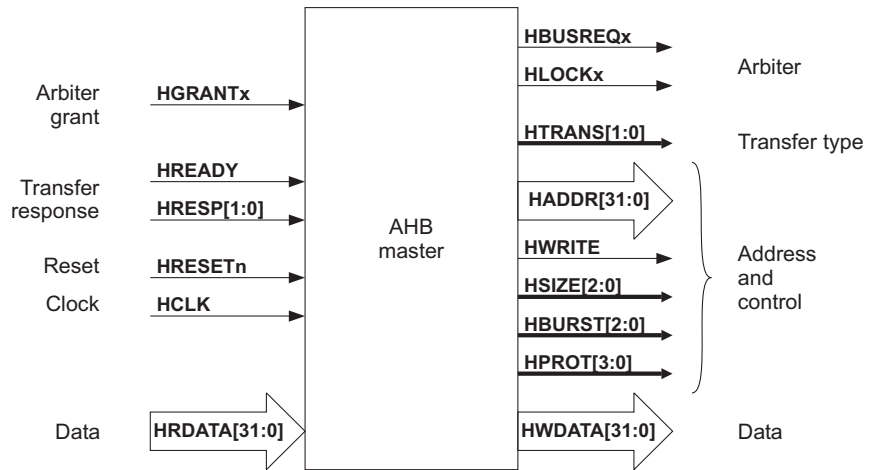 HBUSREQx
HLOCKx
Arbiter
Arbiter
grant
HGRANTx
HTRANS[1:0]
Transfer type
HREADY
Transfer
response
HRESP[1:0]
HADDR[31:0]
AHB
master
HWRITE
Reset
HRESETn
Address
and
control
HSIZE[2:0]
Clock
HCLK
HBURST[2:0]
HPROT[3:0]
Data
HRDATA[31:0]
HWDATA[31:0]
Data